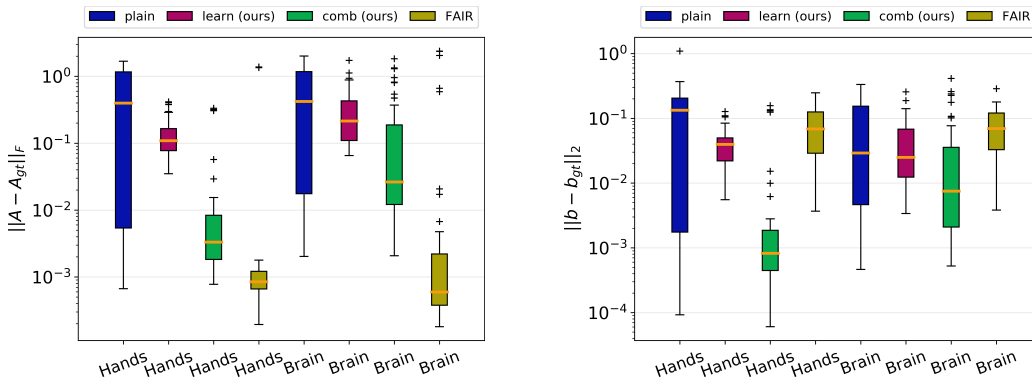 plain learn (ours) comb (ours) FAIR
||A − A_gt||_F
10^0
10^-1
10^-2
10^-3
Hands Hands Hands Hands Brain Brain Brain Brain
plain learn (ours) comb (ours) FAIR
||b − b_gt||_2
10^0
10^-1
10^-2
10^-3
10^-4
Hands Hands Hands Hands Brain Brain Brain Brain